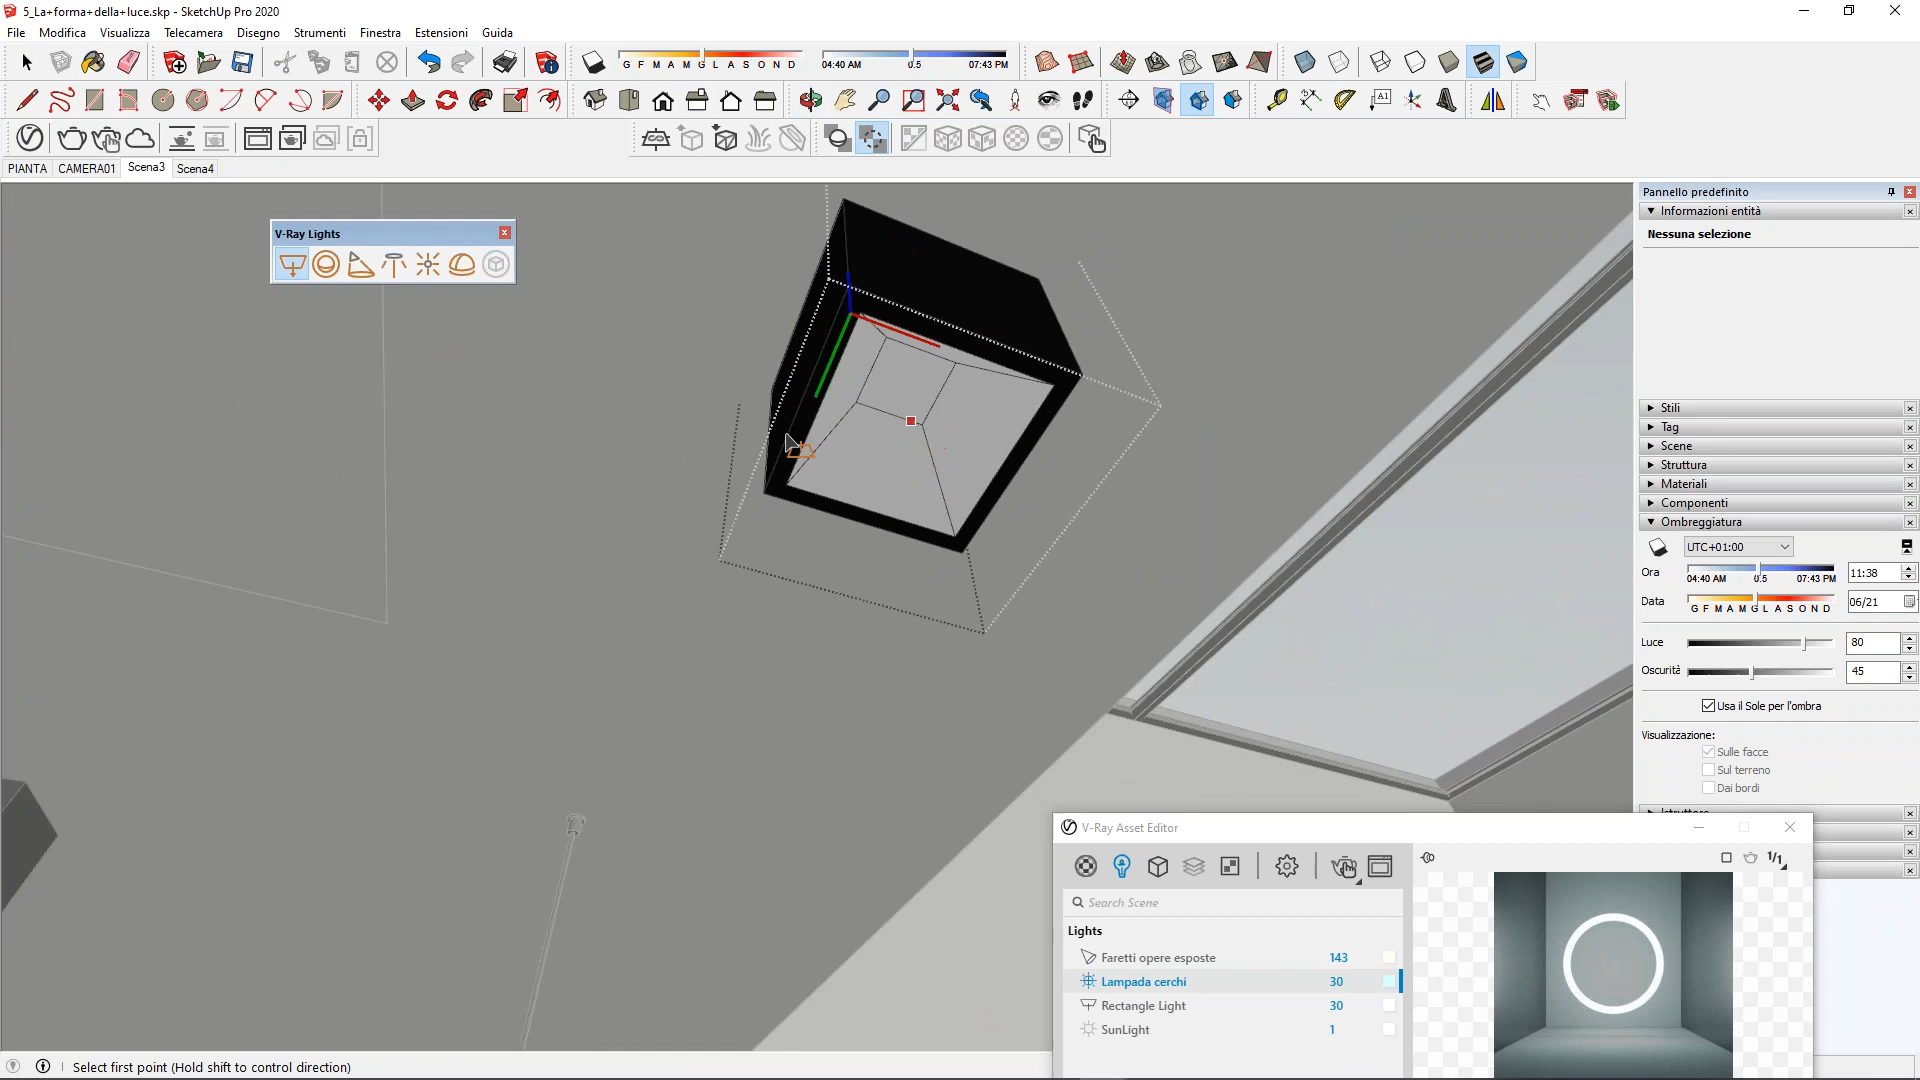 5_La+forma+della+luce.skp - SketchUp Pro 2020
File Modifica Visualizza Telecamera Disegno Strumenti Finestra Estensioni Guida
G F M A M G L A S O N D
04:40 AM 0.5 07:43 PM
A1
PIANTA CAMERA01 Scena3 Scena4
V-Ray Lights
Pannello predefinito
Informazioni entità
Nessuna selezione
Stili
Tag
Scene
Struttura
Materiali
Componenti
Ombreggiatura
UTC+01:00
Ora 04:40 AM 0.5 07:43 PM 11:38
Data G F M A M G L A S O N D 06/21
Luce 80
Oscurità 45
Usa il Sole per l'ombra
Visualizzazione:
Sulle facce
Sul terreno
Dai bordi
V-Ray Asset Editor
1/1
Search Scene
Lights
Faretti opere esposte 143
Lampada cerchi 30
Rectangle Light 30
SunLight 1
Select first point (Hold shift to control direction)